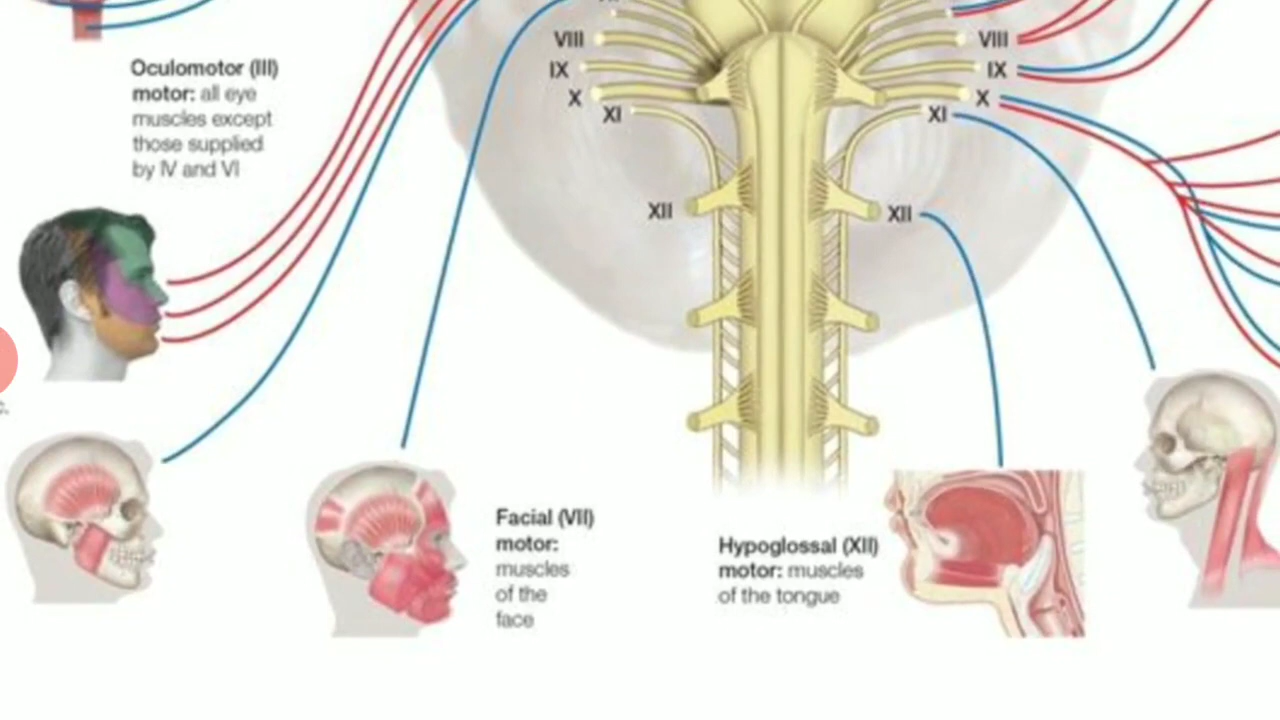 Oculomotor (III)
motor: all eye
muscles except
those supplied
by IV and VI
VIII
IX
X
XI
XII
VIII
IX
X
XI
XII
Facial (VII)
motor:
muscles
of the
face
Hypoglossal (XII)
motor: muscles
of the tongue